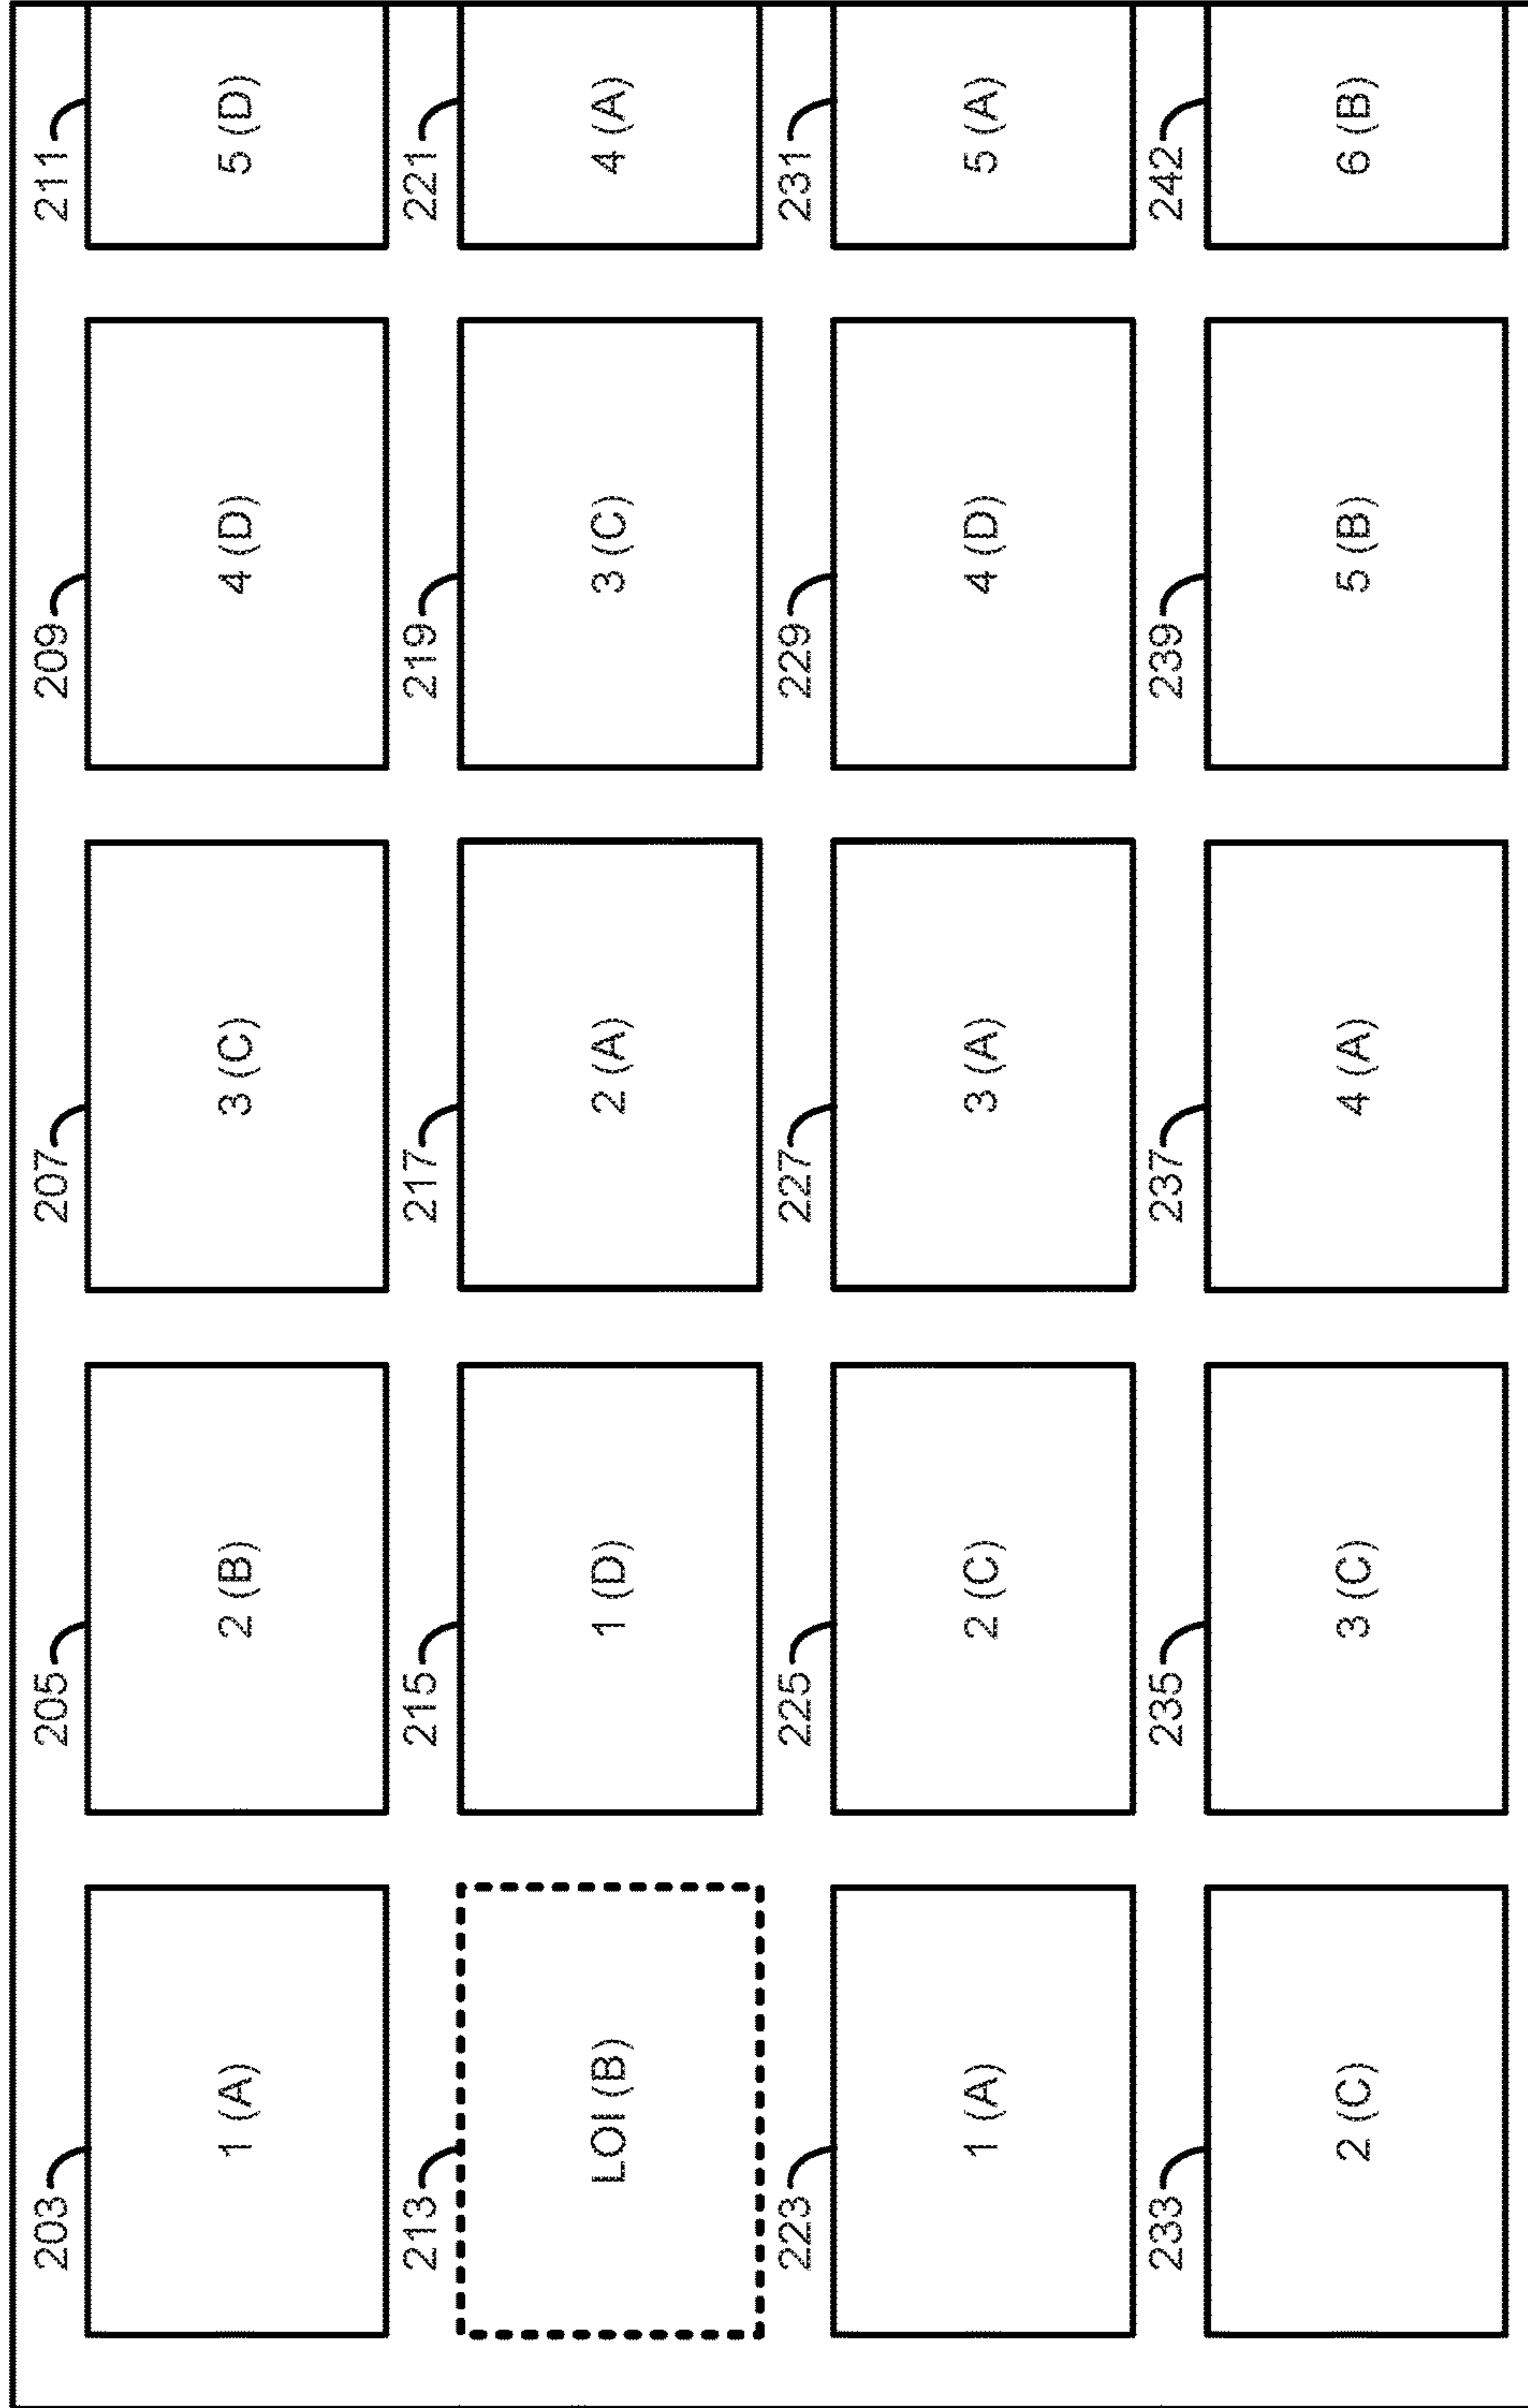 203 205 207 209 211
1 (A) 2 (B) 3 (C) 4 (D) 5 (D)
213 215 217 219 221
LOI (B) 1 (D) 2 (A) 3 (C) 4 (A)
223 225 227 229 231
1 (A) 2 (C) 3 (A) 4 (D) 5 (A)
233 235 237 239 242
2 (C) 3 (C) 4 (A) 5 (B) 6 (B)